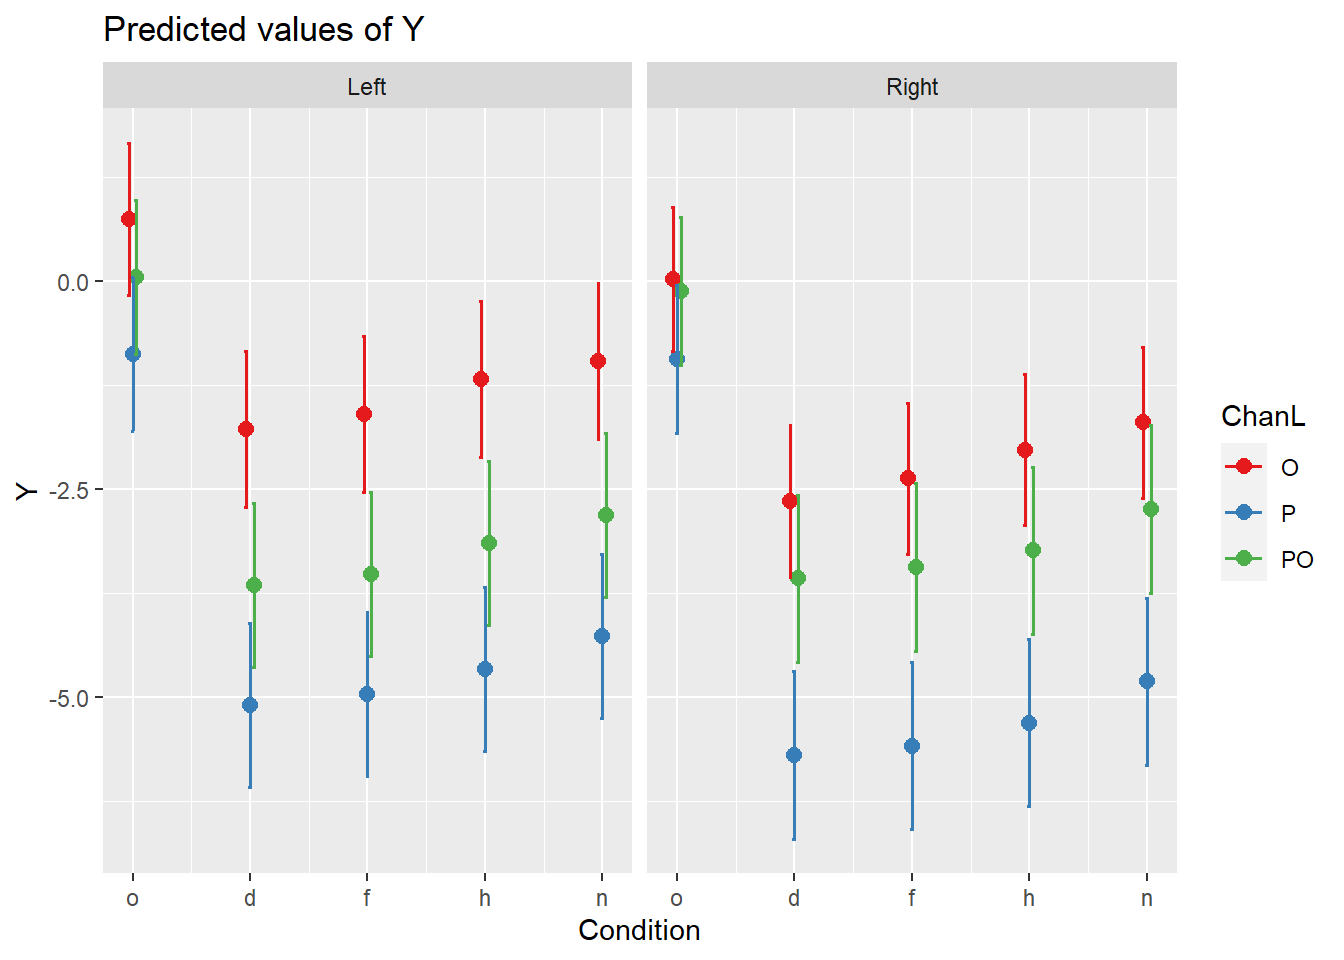 Predicted values of Y
Left Right
0.0
-2.5
-5.0
Y
o d f h n o d f h n
Condition
ChanL
O
P
PO